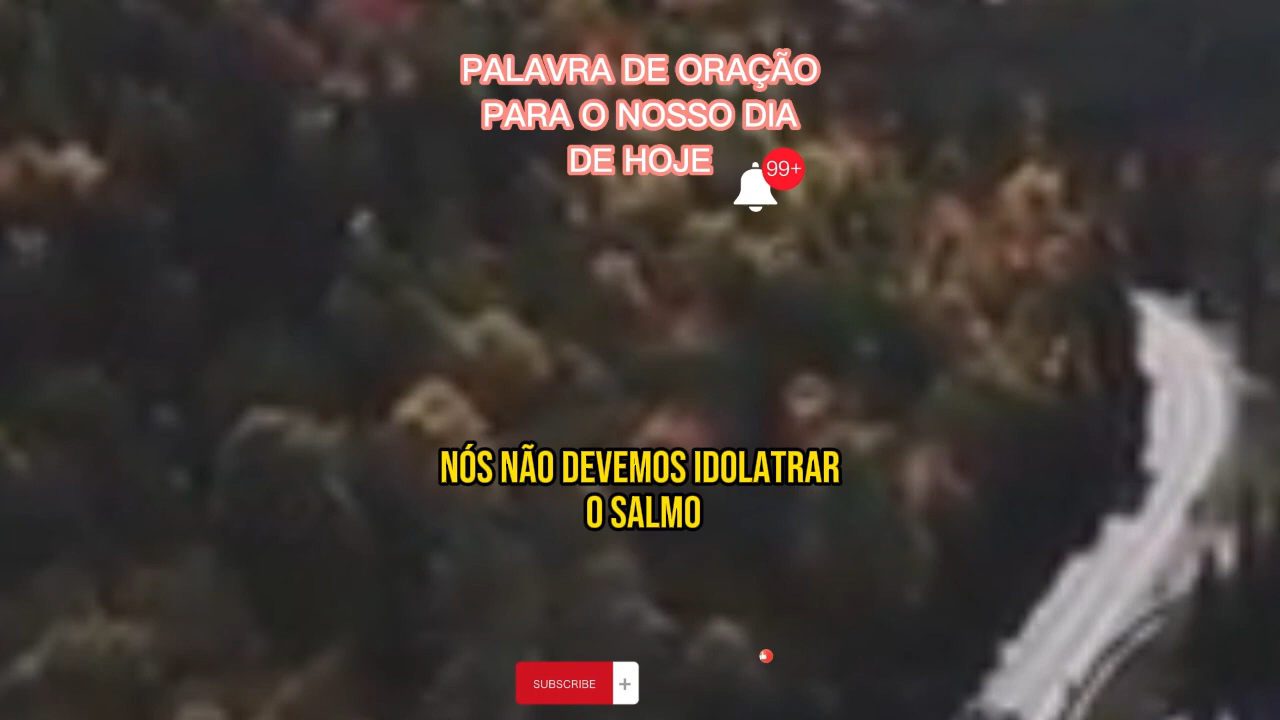 PALAVRA DE ORAÇÃO
PARA O NOSSO DIA
DE HOJE
99+
NÓS NÃO DEVEMOS IDOLATRAR
O SALMO
SUBSCRIBE +